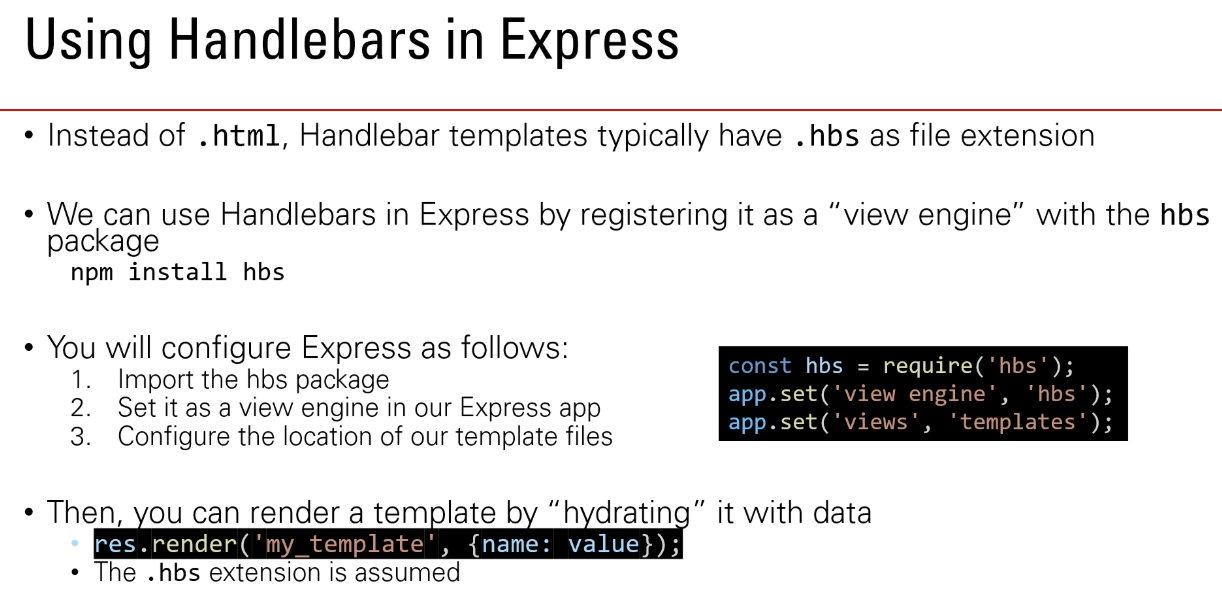 Using Handlebars in Express
• Instead of .html, Handlebar templates typically have .hbs as file extension
• We can use Handlebars in Express by registering it as a “view engine” with the hbs
package
npm install hbs
• You will configure Express as follows:
1. Import the hbs package
2. Set it as a view engine in our Express app
3. Configure the location of our template files
const hbs = require('hbs');
app.set('view engine', 'hbs');
app.set('views', 'templates');
• Then, you can render a template by “hydrating” it with data
• res.render('my_template', {name: value});
• The .hbs extension is assumed